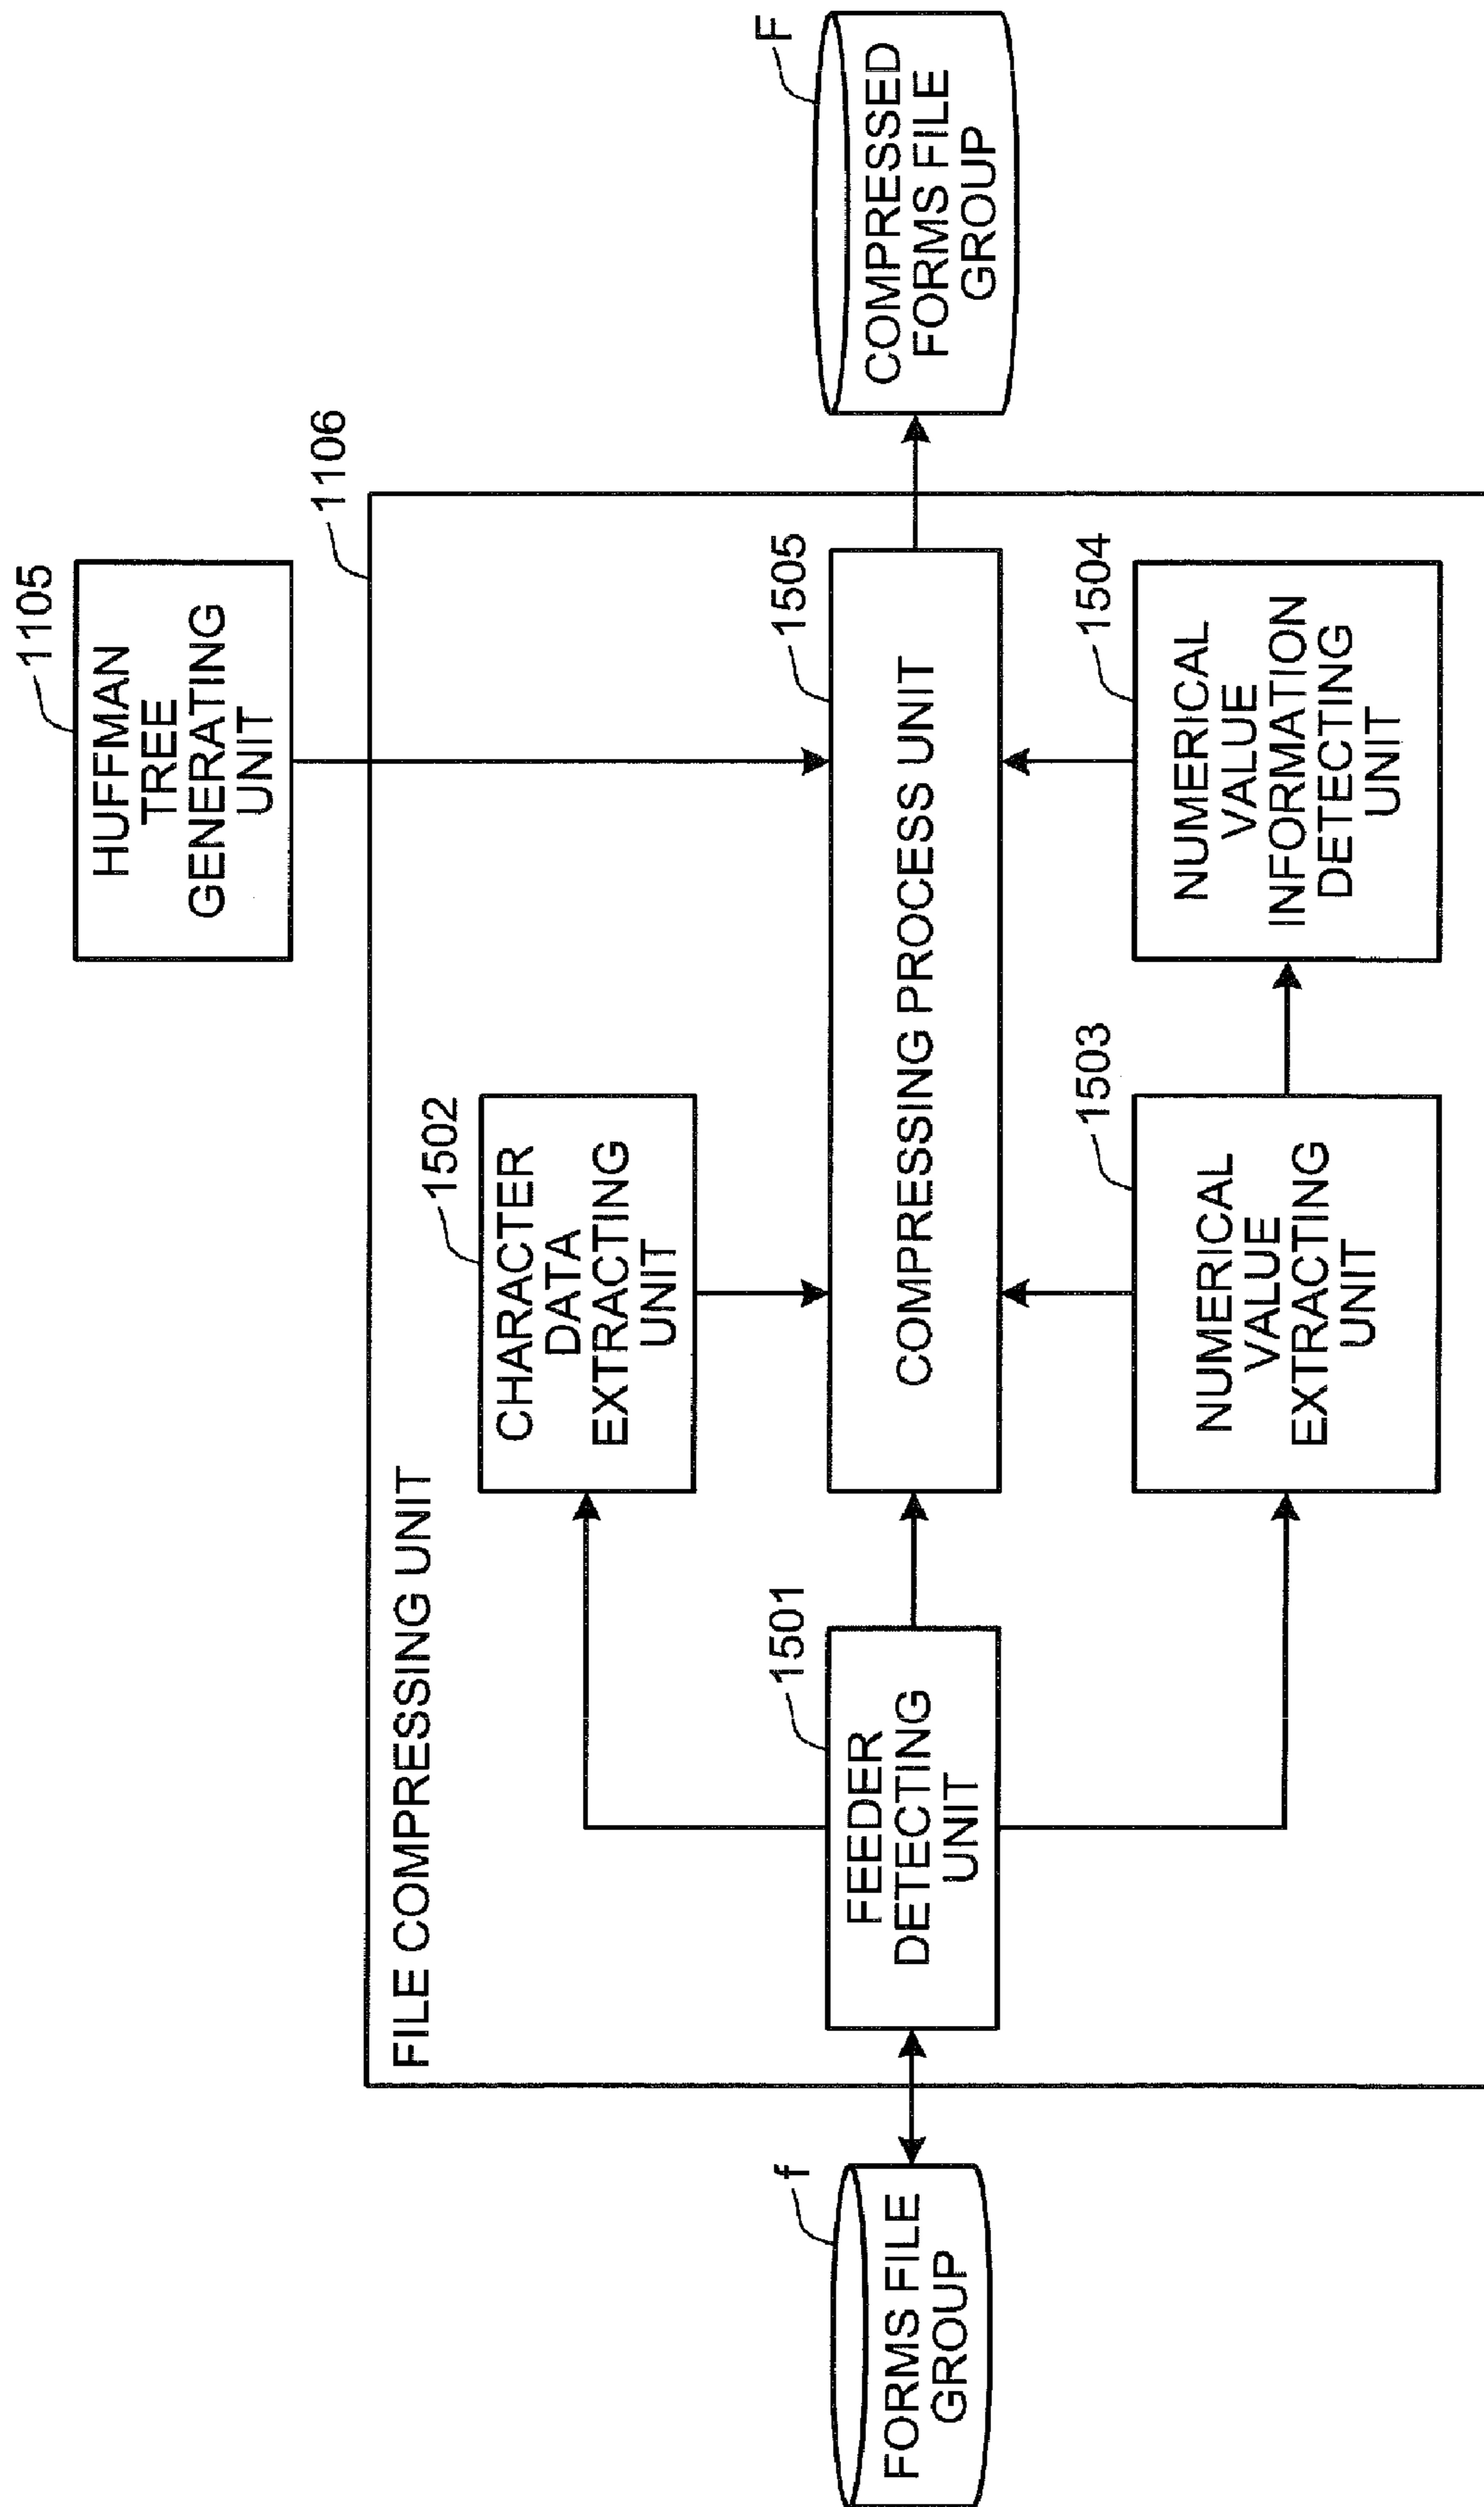 1105
HUFFMAN
TREE
GENERATING
UNIT
1106
FILE COMPRESSING UNIT
1502
CHARACTER
DATA
EXTRACTING
UNIT
f
FORMS FILE
GROUP
1501
FEEDER
DETECTING
UNIT
1505
COMPRESSING PROCESS UNIT
F
COMPRESSED
FORMS FILE
GROUP
1503
NUMERICAL
VALUE
EXTRACTING
UNIT
1504
NUMERICAL
VALUE
INFORMATION
DETECTING
UNIT